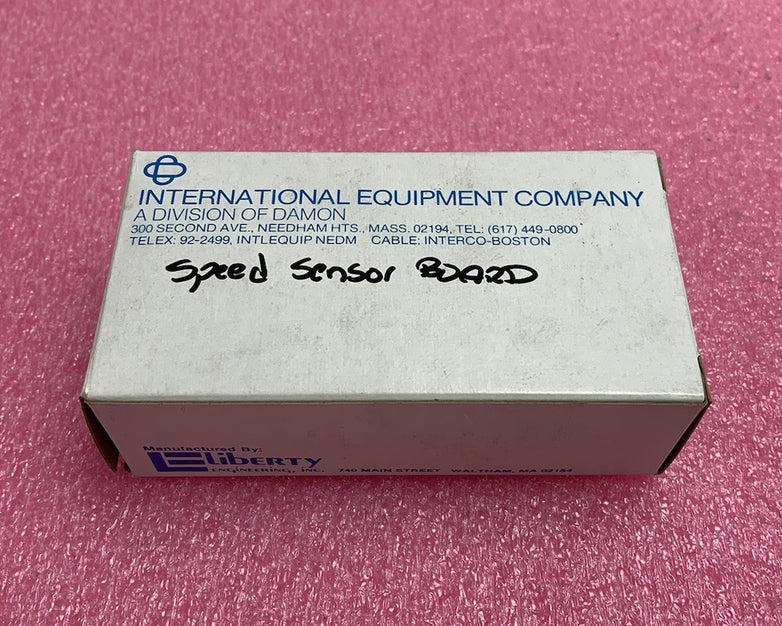 INTERNATIONAL EQUIPMENT COMPANY
A DIVISION OF DAMON
300 SECOND AVE., NEEDHAM HTS., MASS. 02194, TEL: (617) 449-0800
TELEX: 92-2499, INTLEQUIP NEDM CABLE; INTERCO-BOSTON
Speed Sensor BOARD
Manufactured By:
LIBERTY
ENGINEERING, INC. 740 MAIN STREET WALTHAM, MA 02154